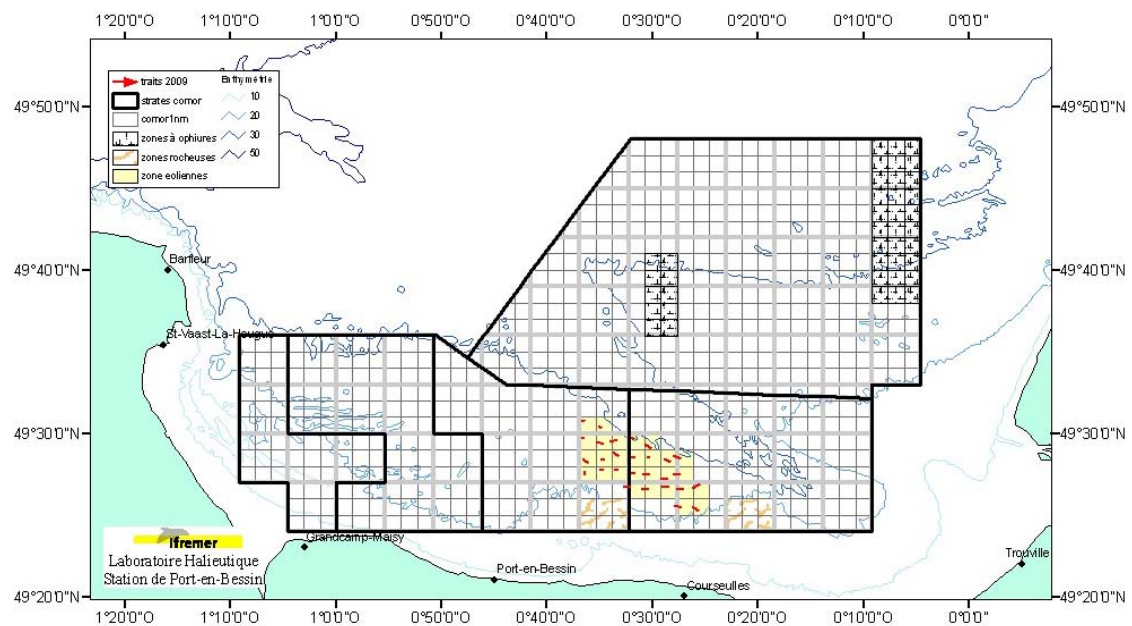 1°20'0"O 1°10'0"O 1°0'0"O 0°50'0"O 0°40'0"O 0°30'0"O 0°20'0"O 0°10'0"O 0°0'0"
49°50'0"N 49°50'0"N
traits 2009
strates comor
comor1nm
zones à ophiures
zones rocheuses
zone eoliennes
Bathymétrie
10
20
30
50
Barfleur
49°40'0"N 49°40'0"N
St-Vaast-La-Hougue
49°30'0"N 49°30'0"N
Ifremer
Laboratoire Halieutique
Station de Port-en-Bessin
Grandcamp-Maisy
Port-en-Bessin
Courseulles
Trouville
49°20'0"N 49°20'0"N
1°20'0"O 1°10'0"O 1°0'0"O 0°50'0"O 0°40'0"O 0°30'0"O 0°20'0"O 0°10'0"O 0°0'0"